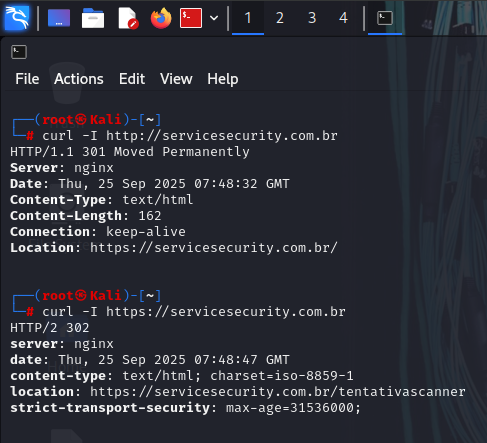 1 2 3 4
File Actions Edit View Help
┌──(root㉿Kali)-[~]
└─# curl -I http://servicesecurity.com.br
HTTP/1.1 301 Moved Permanently
Server: nginx
Date: Thu, 25 Sep 2025 07:48:32 GMT
Content-Type: text/html
Content-Length: 162
Connection: keep-alive
Location: https://servicesecurity.com.br/
┌──(root㉿Kali)-[~]
└─# curl -I https://servicesecurity.com.br
HTTP/2 302
server: nginx
date: Thu, 25 Sep 2025 07:48:47 GMT
content-type: text/html; charset=iso-8859-1
location: https://servicesecurity.com.br/tentativascanner
strict-transport-security: max-age=31536000;